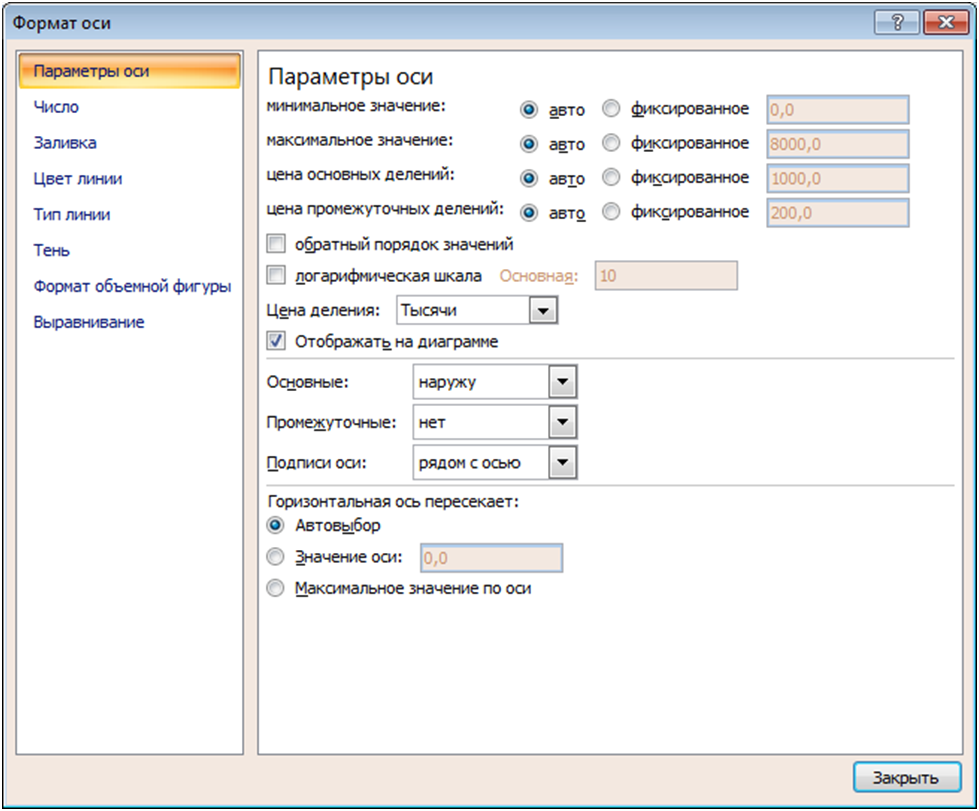 Формат оси
Параметры оси
Число
Заливка
Цвет линии
Тип линии
Тень
Формат объемной фигуры
Выравнивание
Параметры оси
минимальное значение: авто фиксированное 0,0
максимальное значение: авто фиксированное 8000,0
цена основных делений: авто фиксированное 1000,0
цена промежуточных делений: авто фиксированное 200,0
обратный порядок значений
логарифмическая шкала Основная: 10
Цена деления: Тысячи
Отображать на диаграмме
Основные: наружу
Промежуточные: нет
Подписи оси: рядом с осью
Горизонтальная ось пересекает:
Автовыбор
Значение оси: 0,0
Максимальное значение по оси
Закрыть